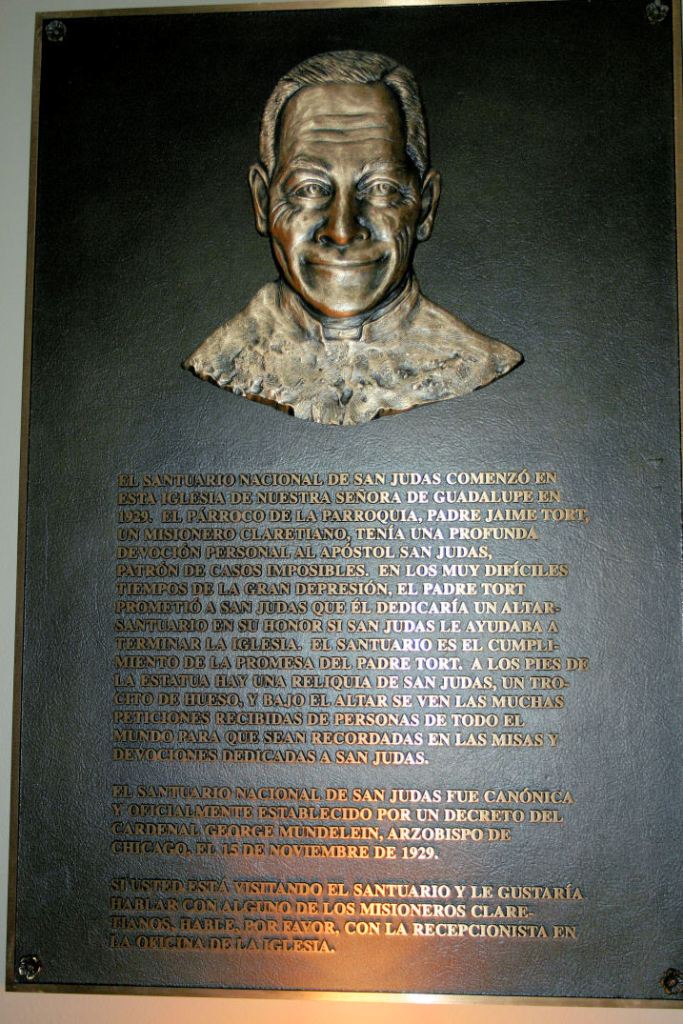 EL SANTUARIO NACIONAL DE SAN JUDAS COMENZÓ EN
ESTA IGLESIA DE NUESTRA SEÑORA DE GUADALUPE EN
1929. EL PÁRROCO DE LA PARROQUIA, PADRE JAIME TORT,
UN MISIONERO CLARETIANO, TENÍA UNA PROFUNDA
DEVOCIÓN PERSONAL AL APÓSTOL SAN JUDAS,
PATRÓN DE CASOS IMPOSIBLES. EN LOS MUY DIFÍCILES
TIEMPOS DE LA GRAN DEPRESIÓN, EL PADRE TORT
PROMETIÓ A SAN JUDAS QUE ÉL DEDICARÍA UN ALTAR-
SANTUARIO EN SU HONOR SI SAN JUDAS LE AYUDABA A
TERMINAR LA IGLESIA. EL SANTUARIO ES EL CUMPLI-
MIENTO DE LA PROMESA DEL PADRE TORT. A LOS PIES DE
LA ESTATUA HAY UNA RELIQUIA DE SAN JUDAS, UN TRO-
CITO DE HUESO, Y BAJO EL ALTAR SE VEN LAS MUCHAS
PETICIONES RECIBIDAS DE PERSONAS DE TODO EL
MUNDO PARA QUE SEAN RECORDADAS EN LAS MISAS Y
DEVOCIONES DEDICADAS A SAN JUDAS.
EL SANTUARIO NACIONAL DE SAN JUDAS FUE CANÓNICA
Y OFICIALMENTE ESTABLECIDO POR UN DECRETO DEL
CARDENAL GEORGE MUNDELEIN, ARZOBISPO DE
CHICAGO, EL 15 DE NOVIEMBRE DE 1929.
SI USTED ESTÁ VISITANDO EL SANTUARIO Y LE GUSTARÍA
HABLAR CON ALGUNO DE LOS MISIONEROS CLARE-
TIANOS, HABLE, POR FAVOR, CON LA RECEPCIONISTA EN
LA OFICINA DE LA IGLESIA.